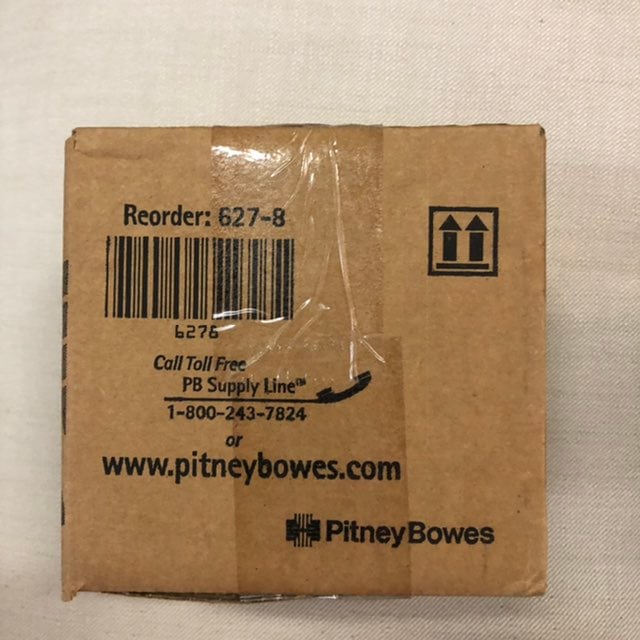 Reorder: 627-8
6278
Call Toll Free
PB Supply Line™
1-800-243-7824
or
www.pitneybowes.com
PitneyBowes